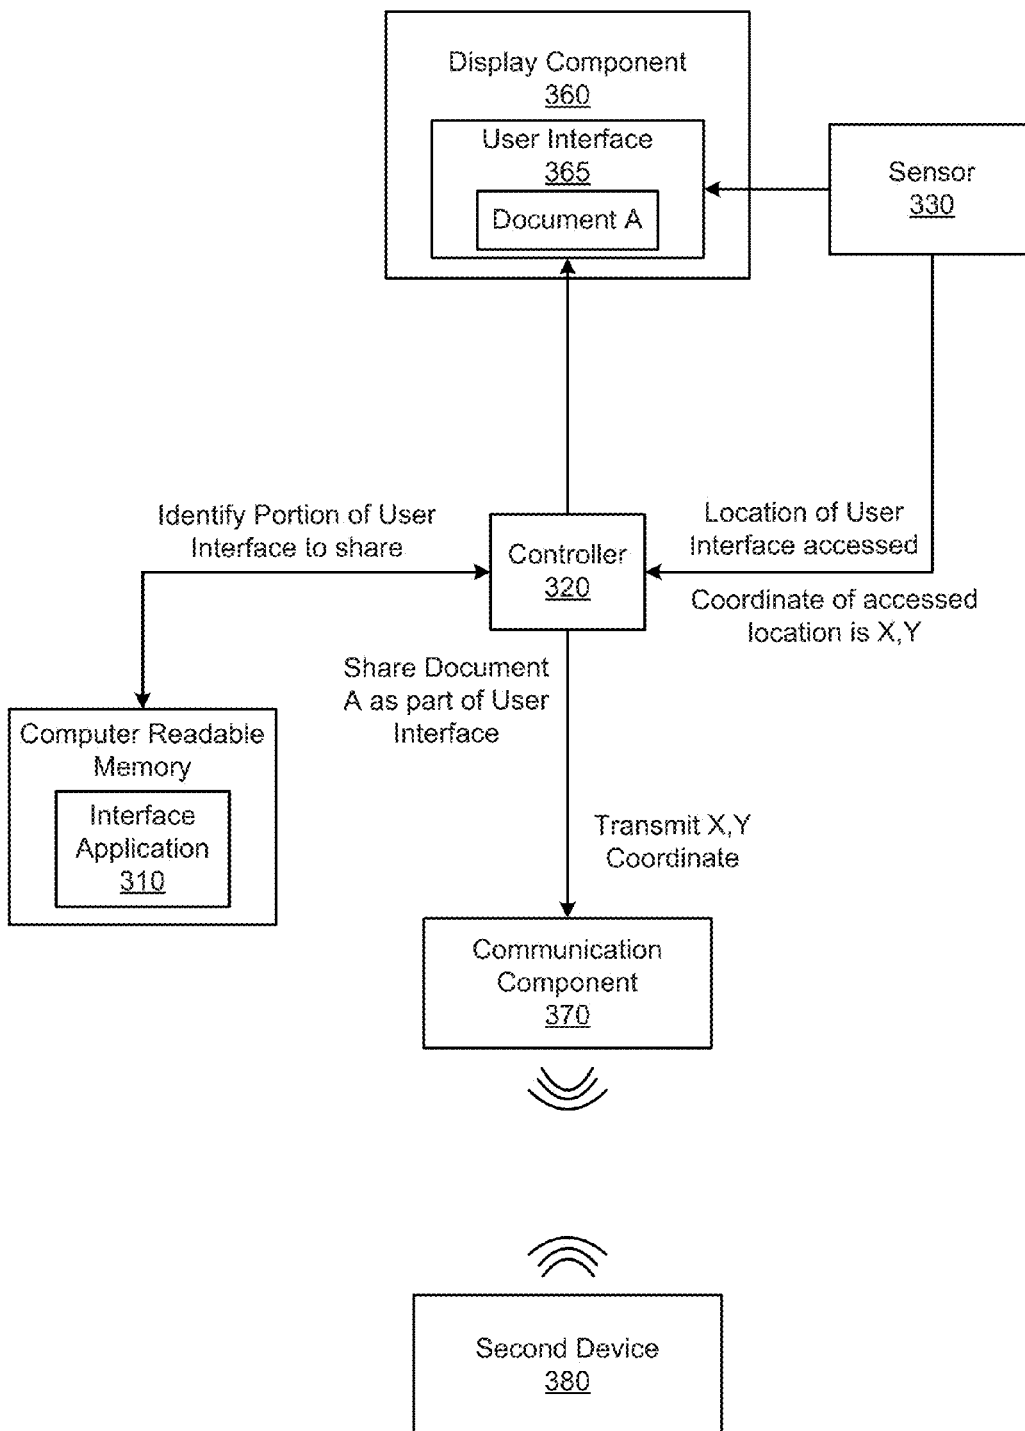 Display Component
360
User Interface
365
Document A
Sensor
330
Identify Portion of User
Interface to share
Controller
320
Location of User
Interface accessed
Coordinate of accessed
location is X,Y
Share Document
A as part of User
Interface
Computer Readable
Memory
Interface
Application
310
Transmit X,Y
Coordinate
Communication
Component
370
Second Device
380